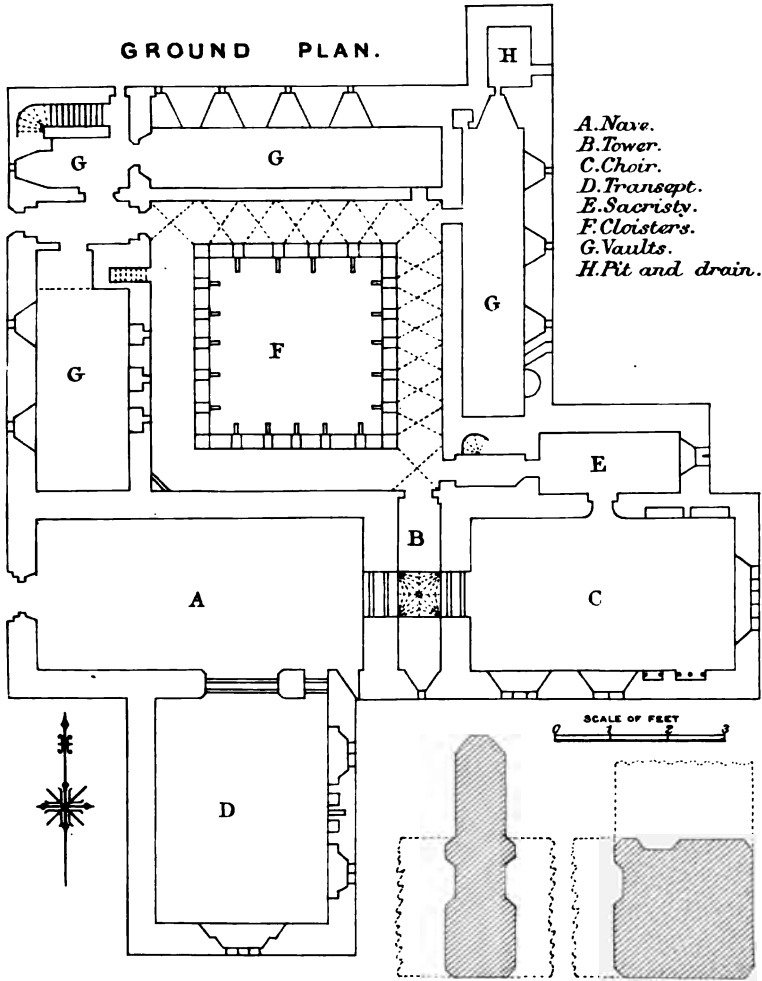 GROUND PLAN.
H
A. Nave.
B. Tower.
C. Choir.
D. Transept.
E. Sacristy.
F. Cloisters.
G. Vaults.
H. Pit and drain.
G
G
G
F
G
E
B
A
C
SCALE OF FEET
0 1 2 3
D